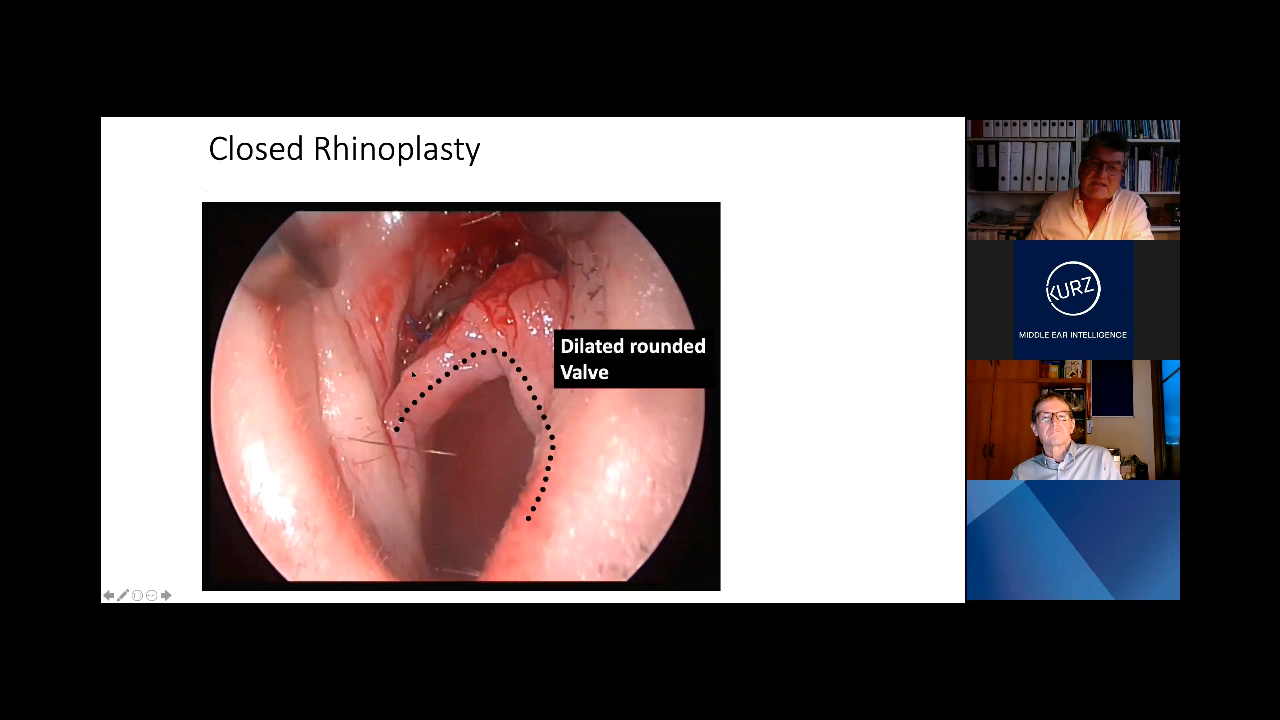 Closed Rhinoplasty
Dilated rounded
Valve
KURZ
MIDDLE EAR INTELLIGENCE